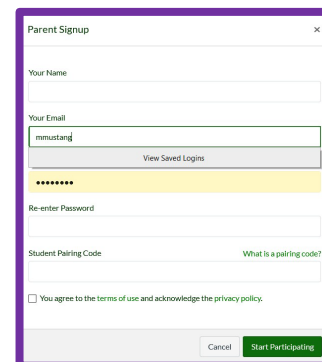 Parent Signup ×
Your Name
Your Email
mmustang
View Saved Logins
••••••••
Re-enter Password
Student Pairing Code What is a pairing code?
You agree to the terms of use and acknowledge the privacy policy.
Cancel Start Participating